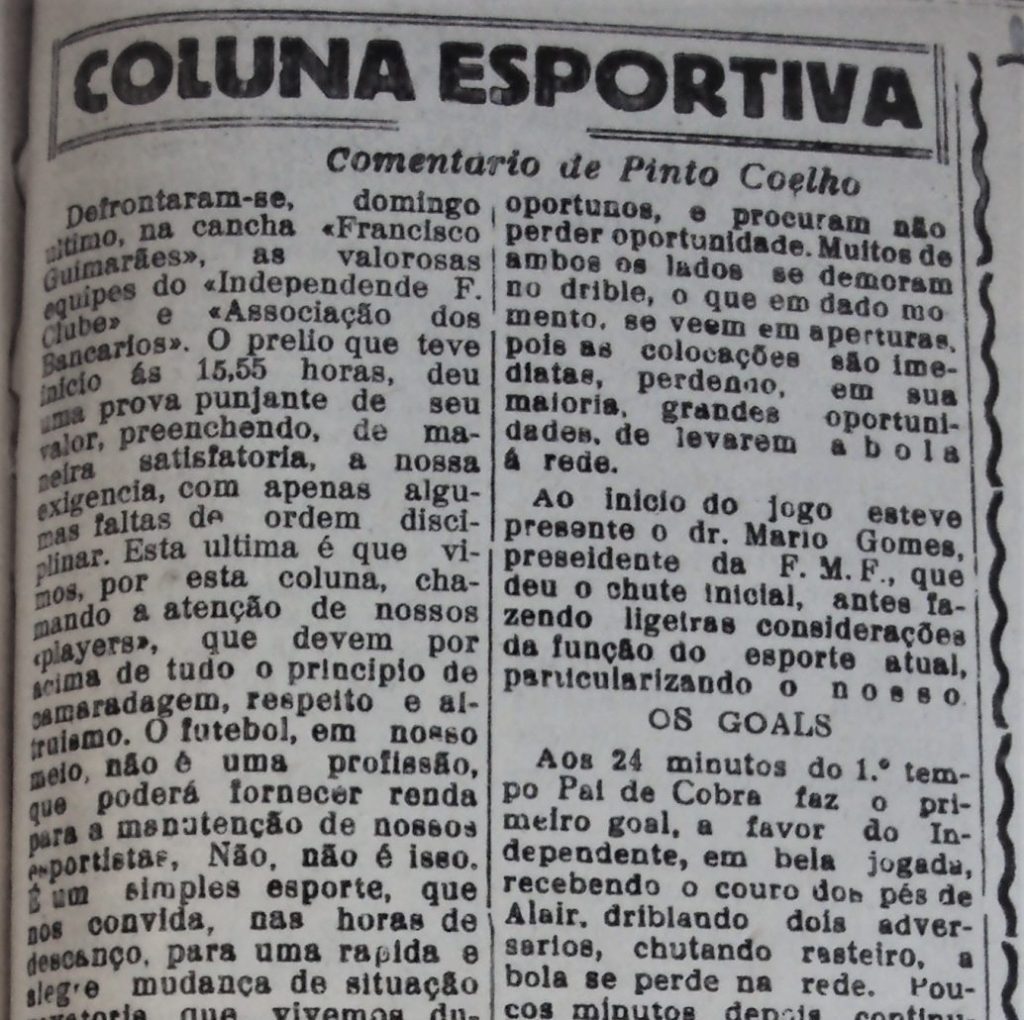 COLUNA ESPORTIVA
Comentario de Pinto Coelho
Defrontaram-se, domingo
ultimo, na cancha «Francisco
Guimarães», as valorosas
equipes do «Independende F.
Clube» e «Associação dos
Bancarios». O prelio que teve
inicio ás 15,55 horas, deu
uma prova punjante de seu
valor, preenchendo, de ma-
neira satisfatoria, a nossa
exigencia, com apenas algu-
mas faltas de ordem disci-
plinar. Esta ultima é que vi-
mos, por esta coluna, cha-
mando a atenção de nossos
«players», que devem por
acima de tudo o principio de
camaradagem, respeito e al-
truismo. O futebol, em nosso
meio, não é uma profissão,
que poderá fornecer renda
para a manutenção de nossos
esportistas, Não, não é isso.
É um simples esporte, que
nos convida, nas horas de
descanço, para uma rapida e
alegre mudança de situação
que vivemos du-
oportunos, e procuram não
perder oportunidade. Muitos de
ambos os lados se demoram
no drible, o que em dado mo
mento, se veem em aperturas,
pois as colocações são ime-
diatas, perdendo, em sua
maioria, grandes oportuni-
dades, de levarem a bola
á rede.
Ao inicio do jogo esteve
presente o dr. Mario Gomes,
preseidente da F. M. F., que
deu o chute inicial, antes fa-
zendo ligeiras considerações
da função do esporte atual,
particularizando o nosso
OS GOALS
Aos 24 minutos do 1.º tem-
po Pai de Cobra faz o pri-
meiro goal, a favor do In-
dependente, em bela jogada,
recebendo o couro dos pés de
Alair, driblando dois adver-
sarios, chutando rasteiro, a
bola se perde na rede. Pou-
cos minutos depois continu-